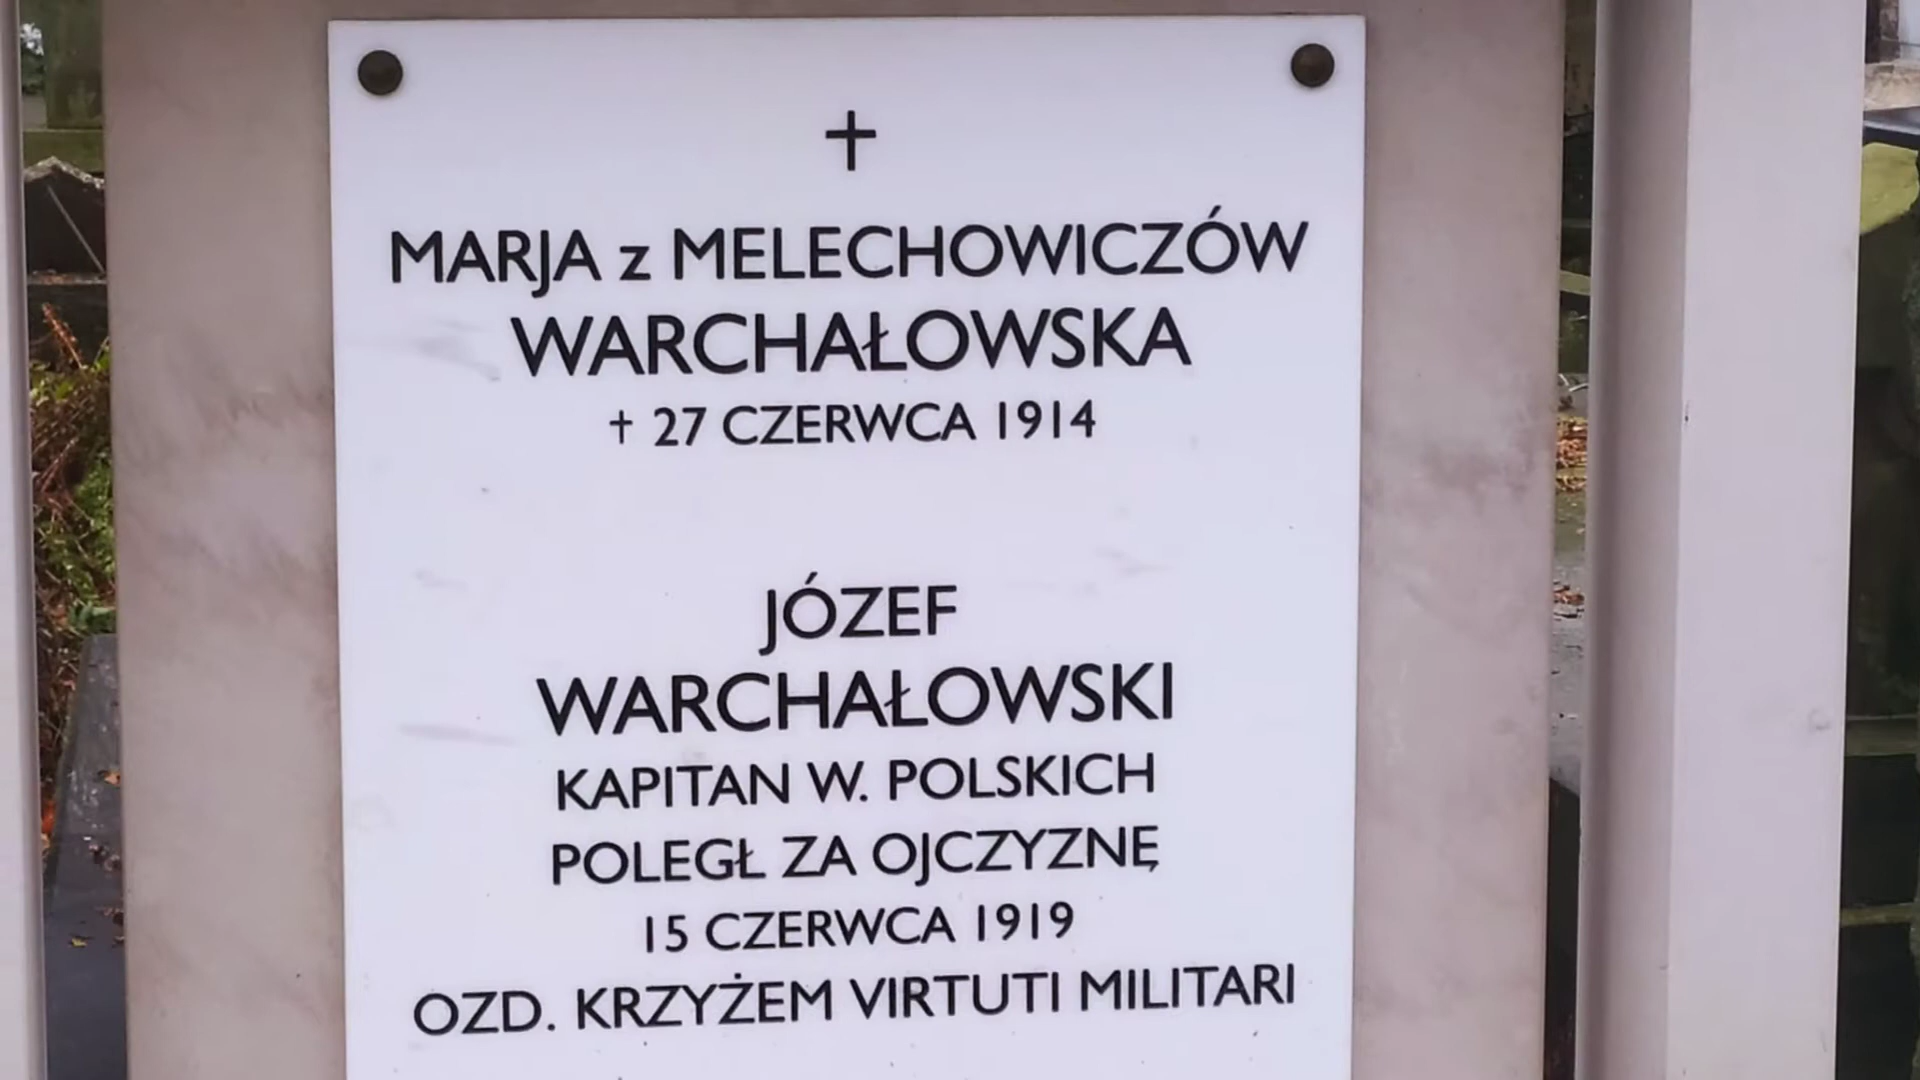 MARJA z MELECHOWICZÓW
WARCHAŁOWSKA
† 27 CZERWCA 1914
JÓZEF
WARCHAŁOWSKI
KAPITAN W. POLSKICH
POLEGŁ ZA OJCZYZNĘ
15 CZERWCA 1919
OZD. KRZYŻEM VIRTUTI MILITARI